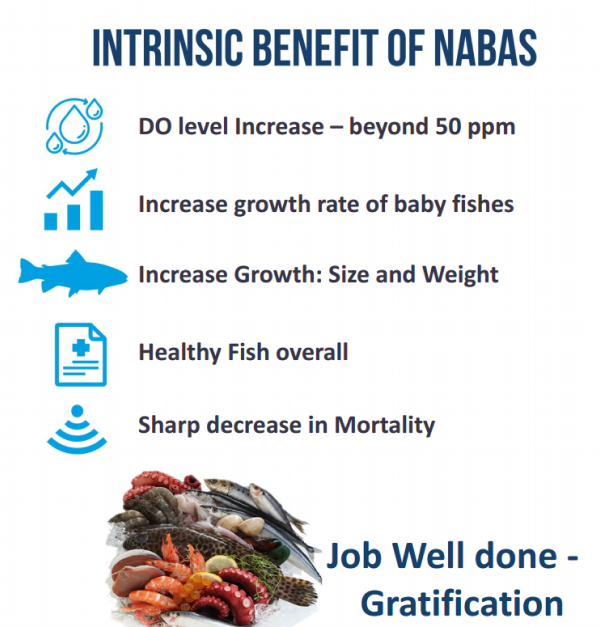 INTRINSIC BENEFIT OF NABAS
DO level Increase – beyond 50 ppm
Increase growth rate of baby fishes
Increase Growth: Size and Weight
Healthy Fish overall
Sharp decrease in Mortality
Job Well done -
Gratification